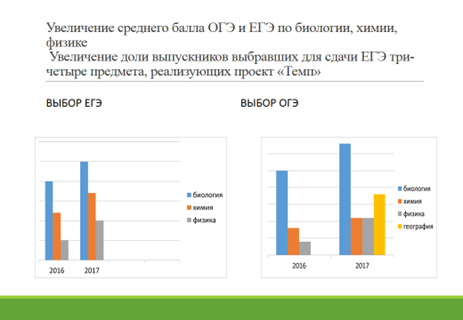 Увеличение среднего балла ОГЭ и ЕГЭ по биологии, химии,
физике
Увеличение доли выпускников выбравших для сдачи ЕГЭ три-
четыре предмета, реализующих проект «Темп»
ВЫБОР ЕГЭ
ВЫБОР ОГЭ
биология
химия
физика
2016
2017
биология
химия
физика
география
2016
2017